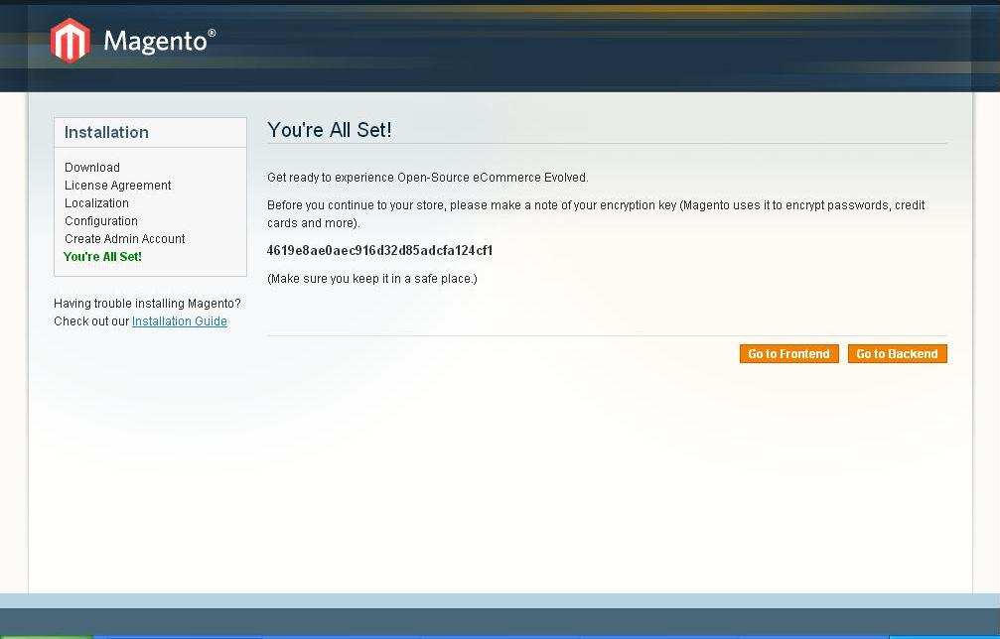 Magento®
Installation
Download
License Agreement
Localization
Configuration
Create Admin Account
You're All Set!
Having trouble installing Magento?
Check out our Installation Guide
You're All Set!
Get ready to experience Open-Source eCommerce Evolved.
Before you continue to your store, please make a note of your encryption key (Magento uses it to encrypt passwords, credit
cards and more).
4619e8ae0aec916d32d85adcfa124cf1
(Make sure you keep it in a safe place.)
Go to Frontend
Go to Backend